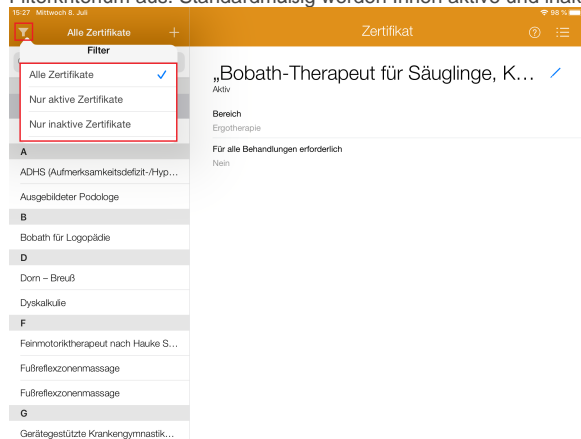 Filterkriterium aus. Standardmäßig werden Ihnen aktive und
15:27 Mittwoch 8. Juli
98 %
Alle Zertifikate +
Zertifikat
?
Filter
Alle Zertifikate ✓
Nur aktive Zertifikate
Nur inaktive Zertifikate
„Bobath-Therapeut für Säuglinge, K...
Aktiv
Bereich
Ergotherapie
Für alle Behandlungen erforderlich
Nein
A
ADHS (Aufmerksamkeitsdefizit-/Hyp...
Ausgebildeter Podologe
B
Bobath für Logopädie
D
Dorn – Breuß
Dyskalkulie
F
Feinmotoriktherapeut nach Hauke S...
Fußreflexzonenmassage
Fußreflexzonenmassage
G
Gerätegestützte Krankengymnastik...